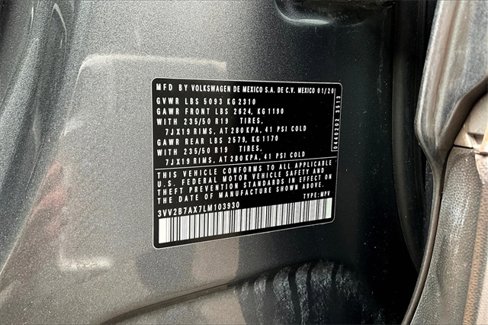 MFD BY VOLKSWAGEN DE MEXICO S.A. DE C.V. MEXICO 01/20
GVWR LBS 5093 KG 2310
GAWR FRONT LBS 2624, KG 1190
WITH 235/50 R19 TIRES,
7JX19 RIMS, AT 280 KPA, 41 PSI COLD
GAWR REAR LBS 2579, KG 1170
WITH 235/50 R19 TIRES,
7JX19 RIMS, AT 280 KPA, 41 PSI COLD
THIS VEHICLE CONFORMS TO ALL APPLICABLE
U.S. FEDERAL MOTOR VEHICLE SAFETY AND
THEFT PREVENTION STANDARDS IN EFFECT ON
THE DATE OF MANUFACTURE SHOWN ABOVE.
3VV2B7AX7LM103930 TYPE: MPV